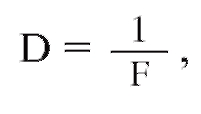 D = 1/F,